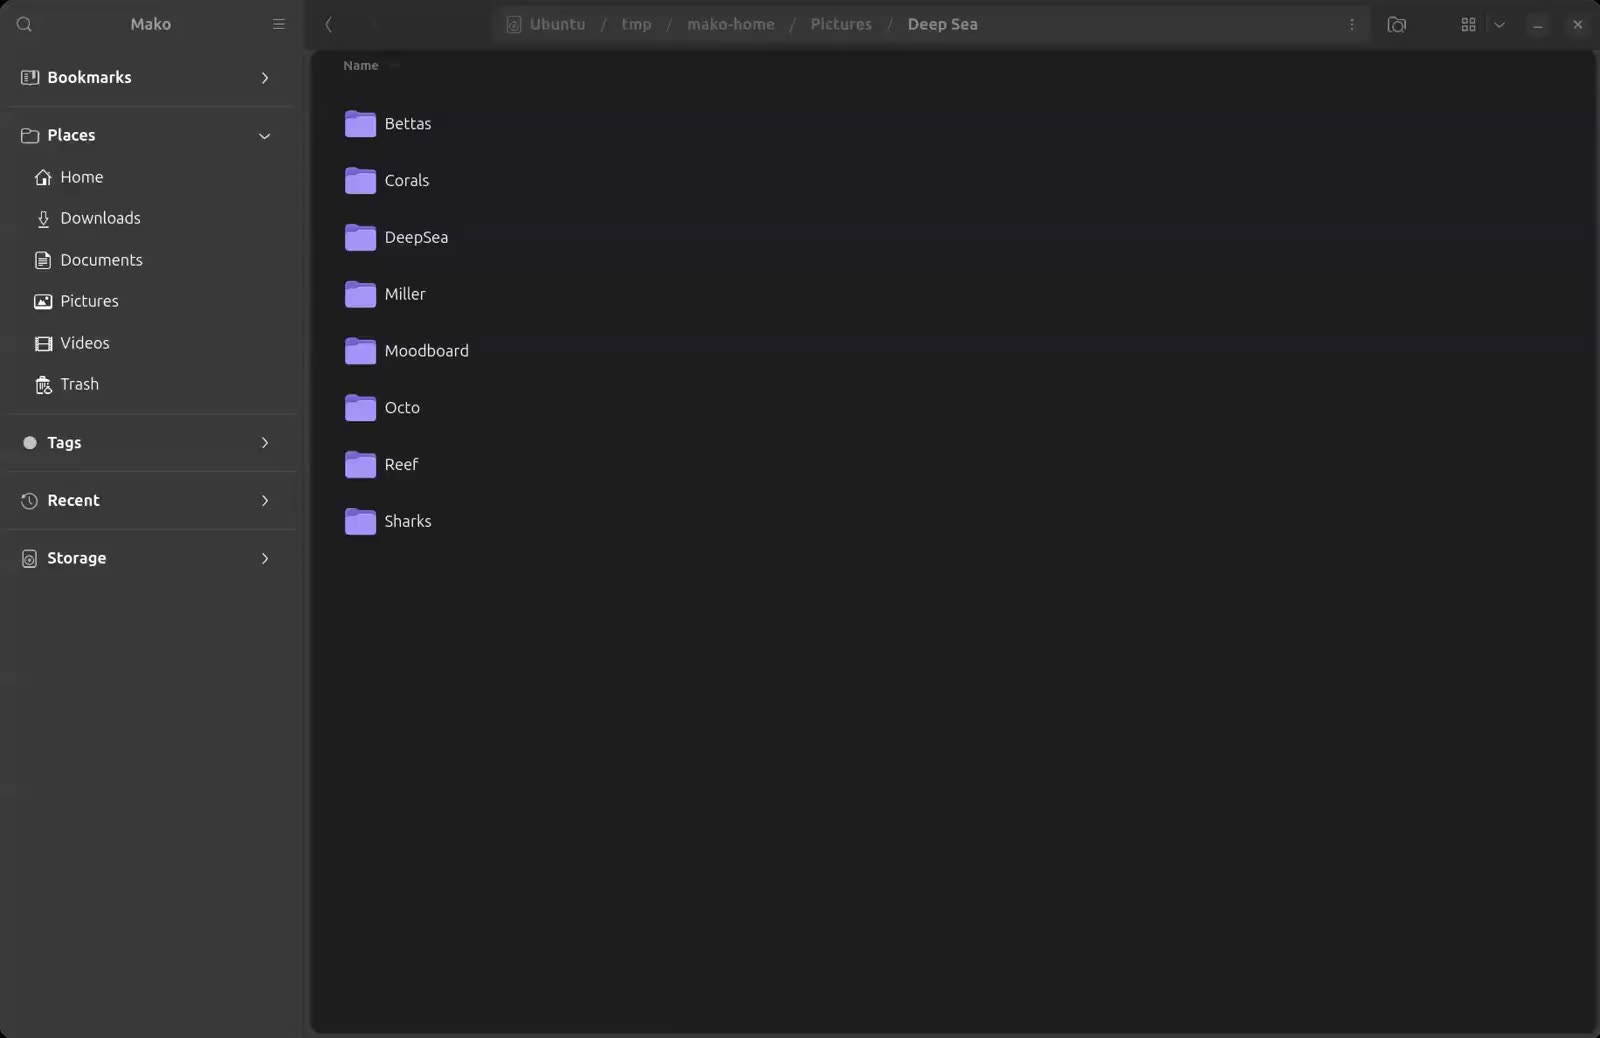 Mako
Ubuntu / tmp / mako-home / Pictures / Deep Sea
Bookmarks
Places
Home
Downloads
Documents
Pictures
Videos
Trash
Tags
Recent
Storage
Name
Bettas
Corals
DeepSea
Miller
Moodboard
Octo
Reef
Sharks